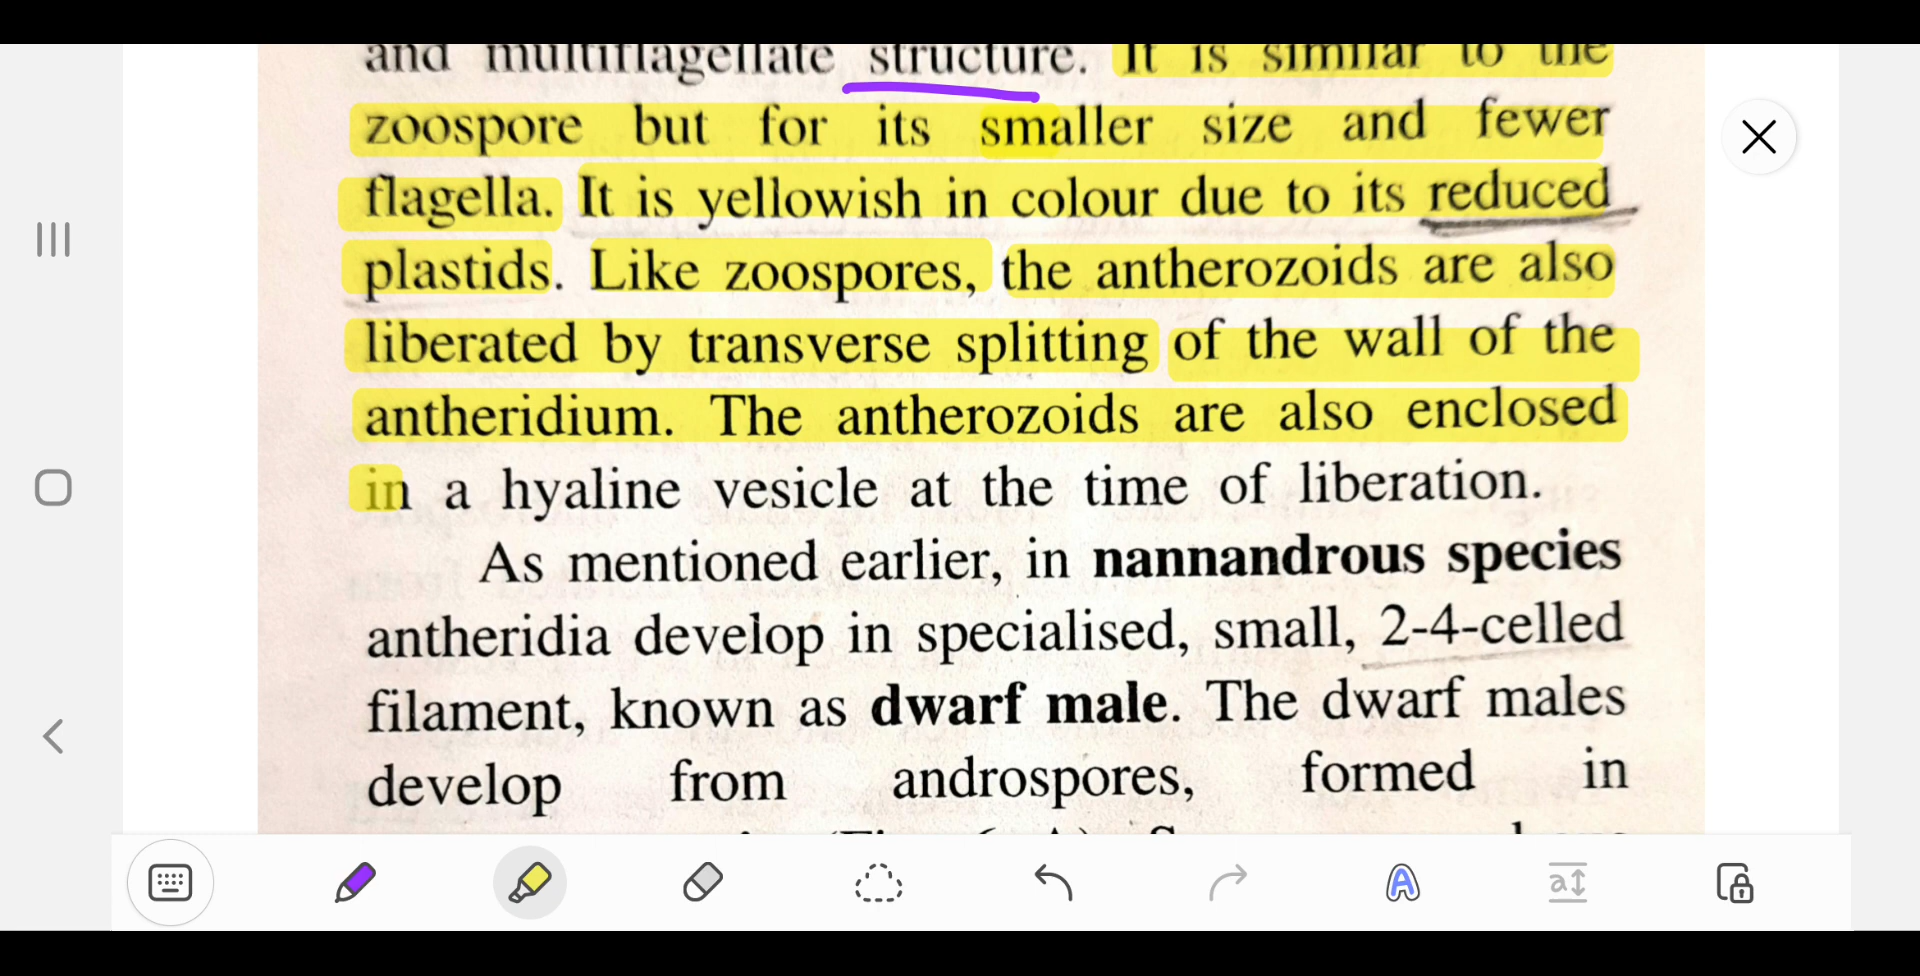 and multiflagellate structure. It is similar to the
zoospore but for its smaller size and fewer
flagella. It is yellowish in colour due to its reduced
plastids. Like zoospores, the antherozoids are also
liberated by transverse splitting of the wall of the
antheridium. The antherozoids are also enclosed
in a hyaline vesicle at the time of liberation.
As mentioned earlier, in nannandrous species
antheridia develop in specialised, small, 2-4-celled
filament, known as dwarf male. The dwarf males
develop from androspores, formed in